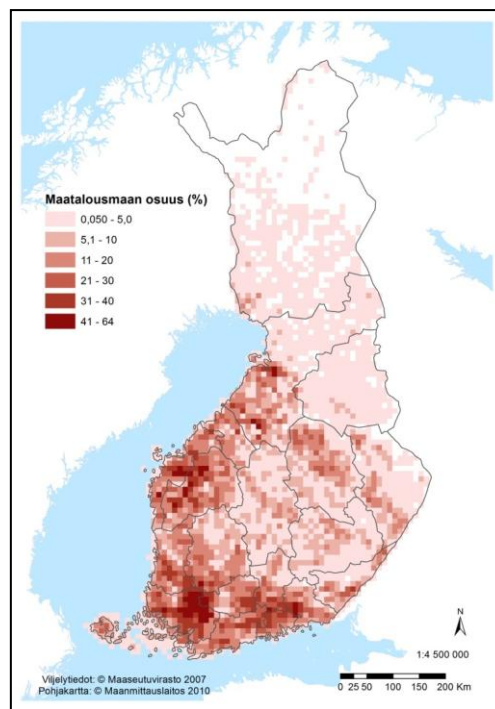 Maatalousmaan osuus (%)
0,050 - 5,0
5,1 - 10
11 - 20
21 - 30
31 - 40
41 - 64
N
1:4 500 000
0 25 50 100 150 200 Km
Viljelytiedot: © Maaseutuvirasto 2007
Pohjakartta: © Maanmittauslaitos 2010